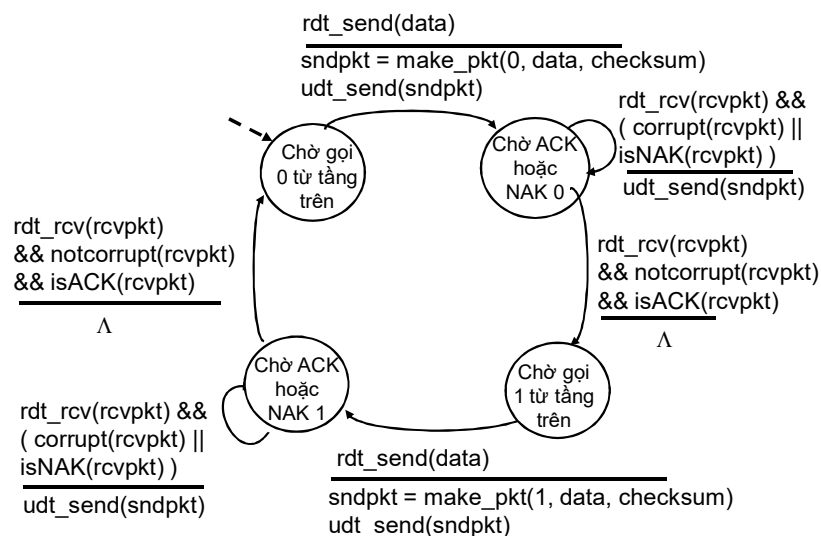 rdt_send(data)
sndpkt = make_pkt(0, data, checksum)
udt_send(sndpkt)
Chờ gọi
0 từ tầng
trên
Chờ ACK
hoặc
NAK 0
rdt_rcv(rcvpkt) &&
( corrupt(rcvpkt) ||
isNAK(rcvpkt) )
udt_send(sndpkt)
rdt_rcv(rcvpkt)
&& notcorrupt(rcvpkt)
&& isACK(rcvpkt)
Λ
rdt_rcv(rcvpkt)
&& notcorrupt(rcvpkt)
&& isACK(rcvpkt)
Λ
Chờ ACK
hoặc
NAK 1
Chờ gọi
1 từ tầng
trên
rdt_rcv(rcvpkt) &&
( corrupt(rcvpkt) ||
isNAK(rcvpkt) )
udt_send(sndpkt)
rdt_send(data)
sndpkt = make_pkt(1, data, checksum)
udt_send(sndpkt)